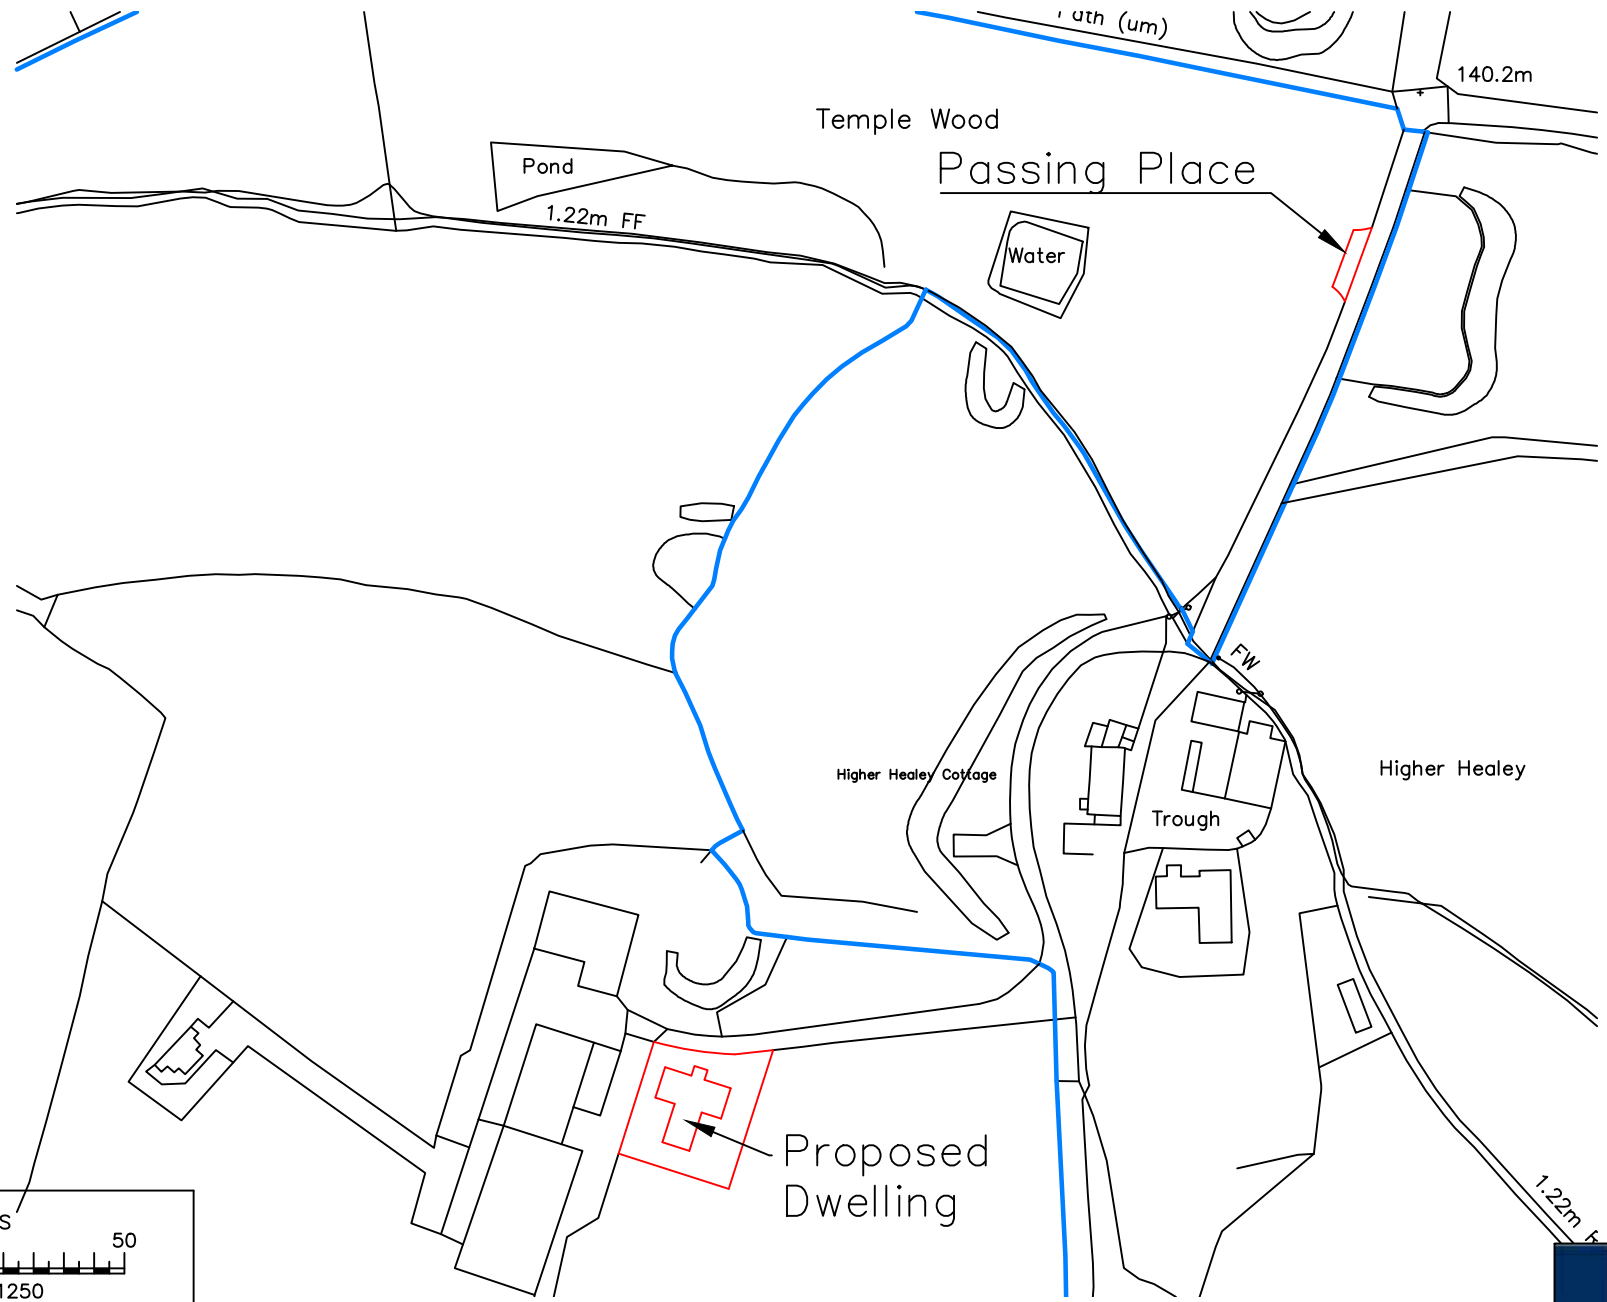 (um)
140.2m
Temple Wood
Passing Place
Pond
1.22m FF
Water
FW
Higher Healey Cottage
Higher Healey
Trough
Proposed
Dwelling
1.22m
50
1250